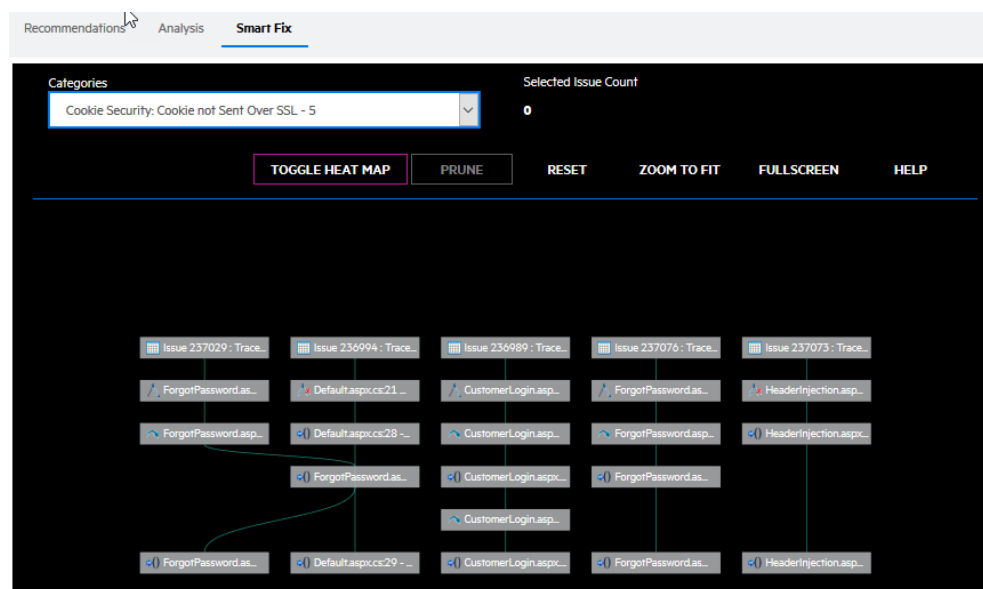 Recommendations Analysis Smart Fix
Categories Selected Issue Count
Cookie Security: Cookie not Sent Over SSL - 5 0
TOGGLE HEAT MAP PRUNE RESET ZOOM TO FIT FULLSCREEN HELP
Issue 237029 : Trace... Issue 236994 : Trace... Issue 236989 : Trace... Issue 237076 : Trace... Issue 237073 : Trace...
ForgotPassword.as... Default.aspx.cs:21 ... CustomerLogin.asp... ForgotPassword.as... HeaderInjection.asp...
ForgotPassword.asp... Default.aspx.cs:28 -... CustomerLogin.asp... ForgotPassword.asp... HeaderInjection.aspx...
ForgotPassword.as... CustomerLogin.aspx... ForgotPassword.as...
CustomerLogin.asp...
ForgotPassword.as... Default.aspx.cs:29 - ... CustomerLogin.aspx... ForgotPassword.as... HeaderInjection.asp...